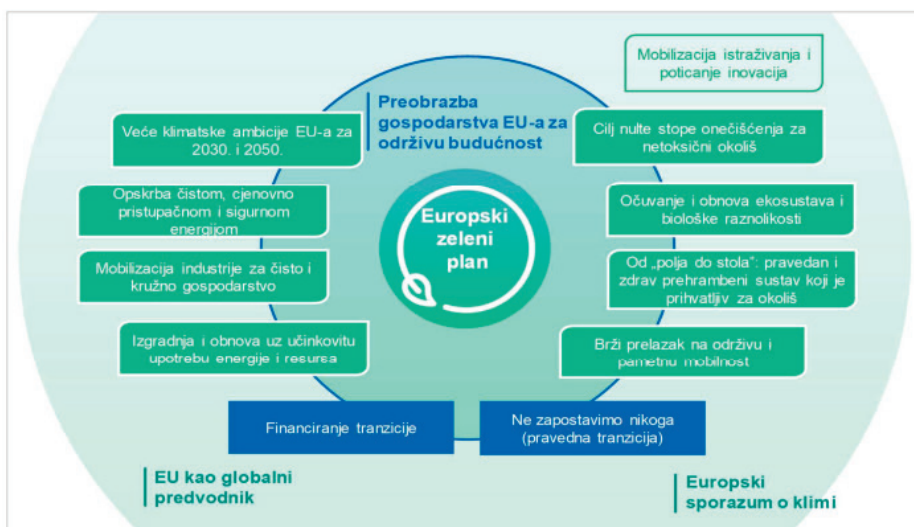 Mobilizacija istraživanja i
poticanje inovacija
Preobrazba
gospodarstva EU-a za
održivu budućnost
Veće klimatske ambicije EU-a za
2030. i 2050.
Cilj nulte stope onečišćenja za
netoksični okoliš
Opskrba čistom, cjenovno
pristupačnom i sigurnom
energijom
Europski
zeleni
plan
Očuvanje i obnova ekosustava i
biološke raznolikosti
Mobilizacija industrije za čisto i
kružno gospodarstvo
Od „polja do stola“: pravedan i
zdrav prehrambeni sustav koji je
prihvatljiv za okoliš
Izgradnja i obnova uz učinkovitu
upotrebu energije i resursa
Brži prelazak na održivu i
pametnu mobilnost
Financiranje tranzicije
Ne zapostavimo nikoga
(pravedna tranzicija)
EU kao globalni
predvodnik
Europski
sporazum o klimi